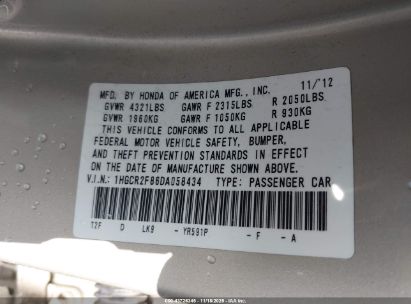 MFD. BY HONDA OF AMERICA MFG., INC. 11/'12
GVWR 4321LBS GAWR F 2315LBS R 2050LBS
GVWR 1960KG GAWR F 1050KG R 930KG
THIS VEHICLE CONFORMS TO ALL APPLICABLE
FEDERAL MOTOR VEHICLE SAFETY, BUMPER,
AND THEFT PREVENTION STANDARDS IN EFFECT
ON THE DATE OF MANUFACTURE SHOWN ABOVE.
V.I.N.: 1HGCR2F86DA058434 TYPE: PASSENGER CAR
T2F D LK9 - YR591P - F - A